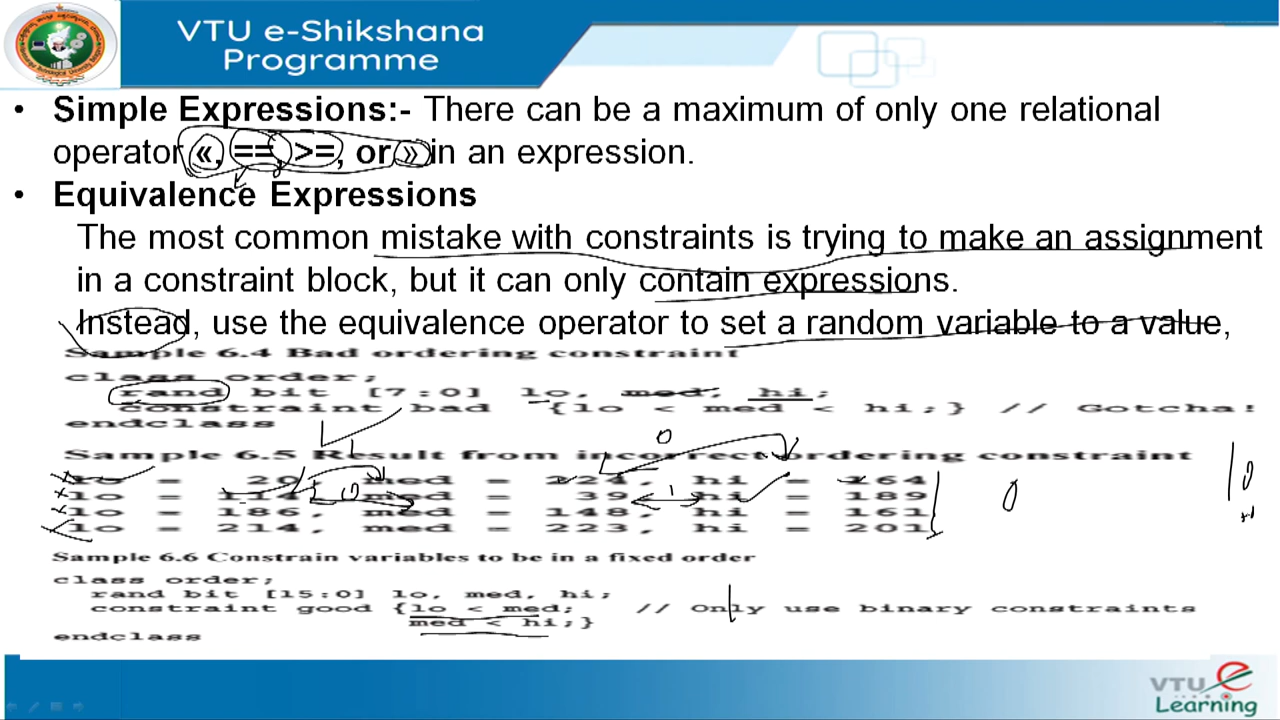 VTU e-Shikshana
Programme
• Simple Expressions:- There can be a maximum of only one relational
operator «, ==, >=, or » in an expression.
• Equivalence Expressions
The most common mistake with constraints is trying to make an assignment
in a constraint block, but it can only contain expressions.
Instead, use the equivalence operator to set a random variable to a value,
Sample 6.4 Bad ordering constraint
class order;
rand bit [7:0] lo, med, hi;
constraint bad {lo < med < hi;} // Gotcha!
endclass
Sample 6.5 Result from incorrect ordering constraint
lo = 20, med = 224, hi = 164
lo = 114, med = 39, hi = 189
lo = 186, med = 148, hi = 161
lo = 214, med = 223, hi = 201
Sample 6.6 Constrain variables to be in a fixed order
class order;
rand bit [15:0] lo, med, hi;
constraint good {lo < med; // Only use binary constraints
med < hi;}
endclass
VTU e
Learning